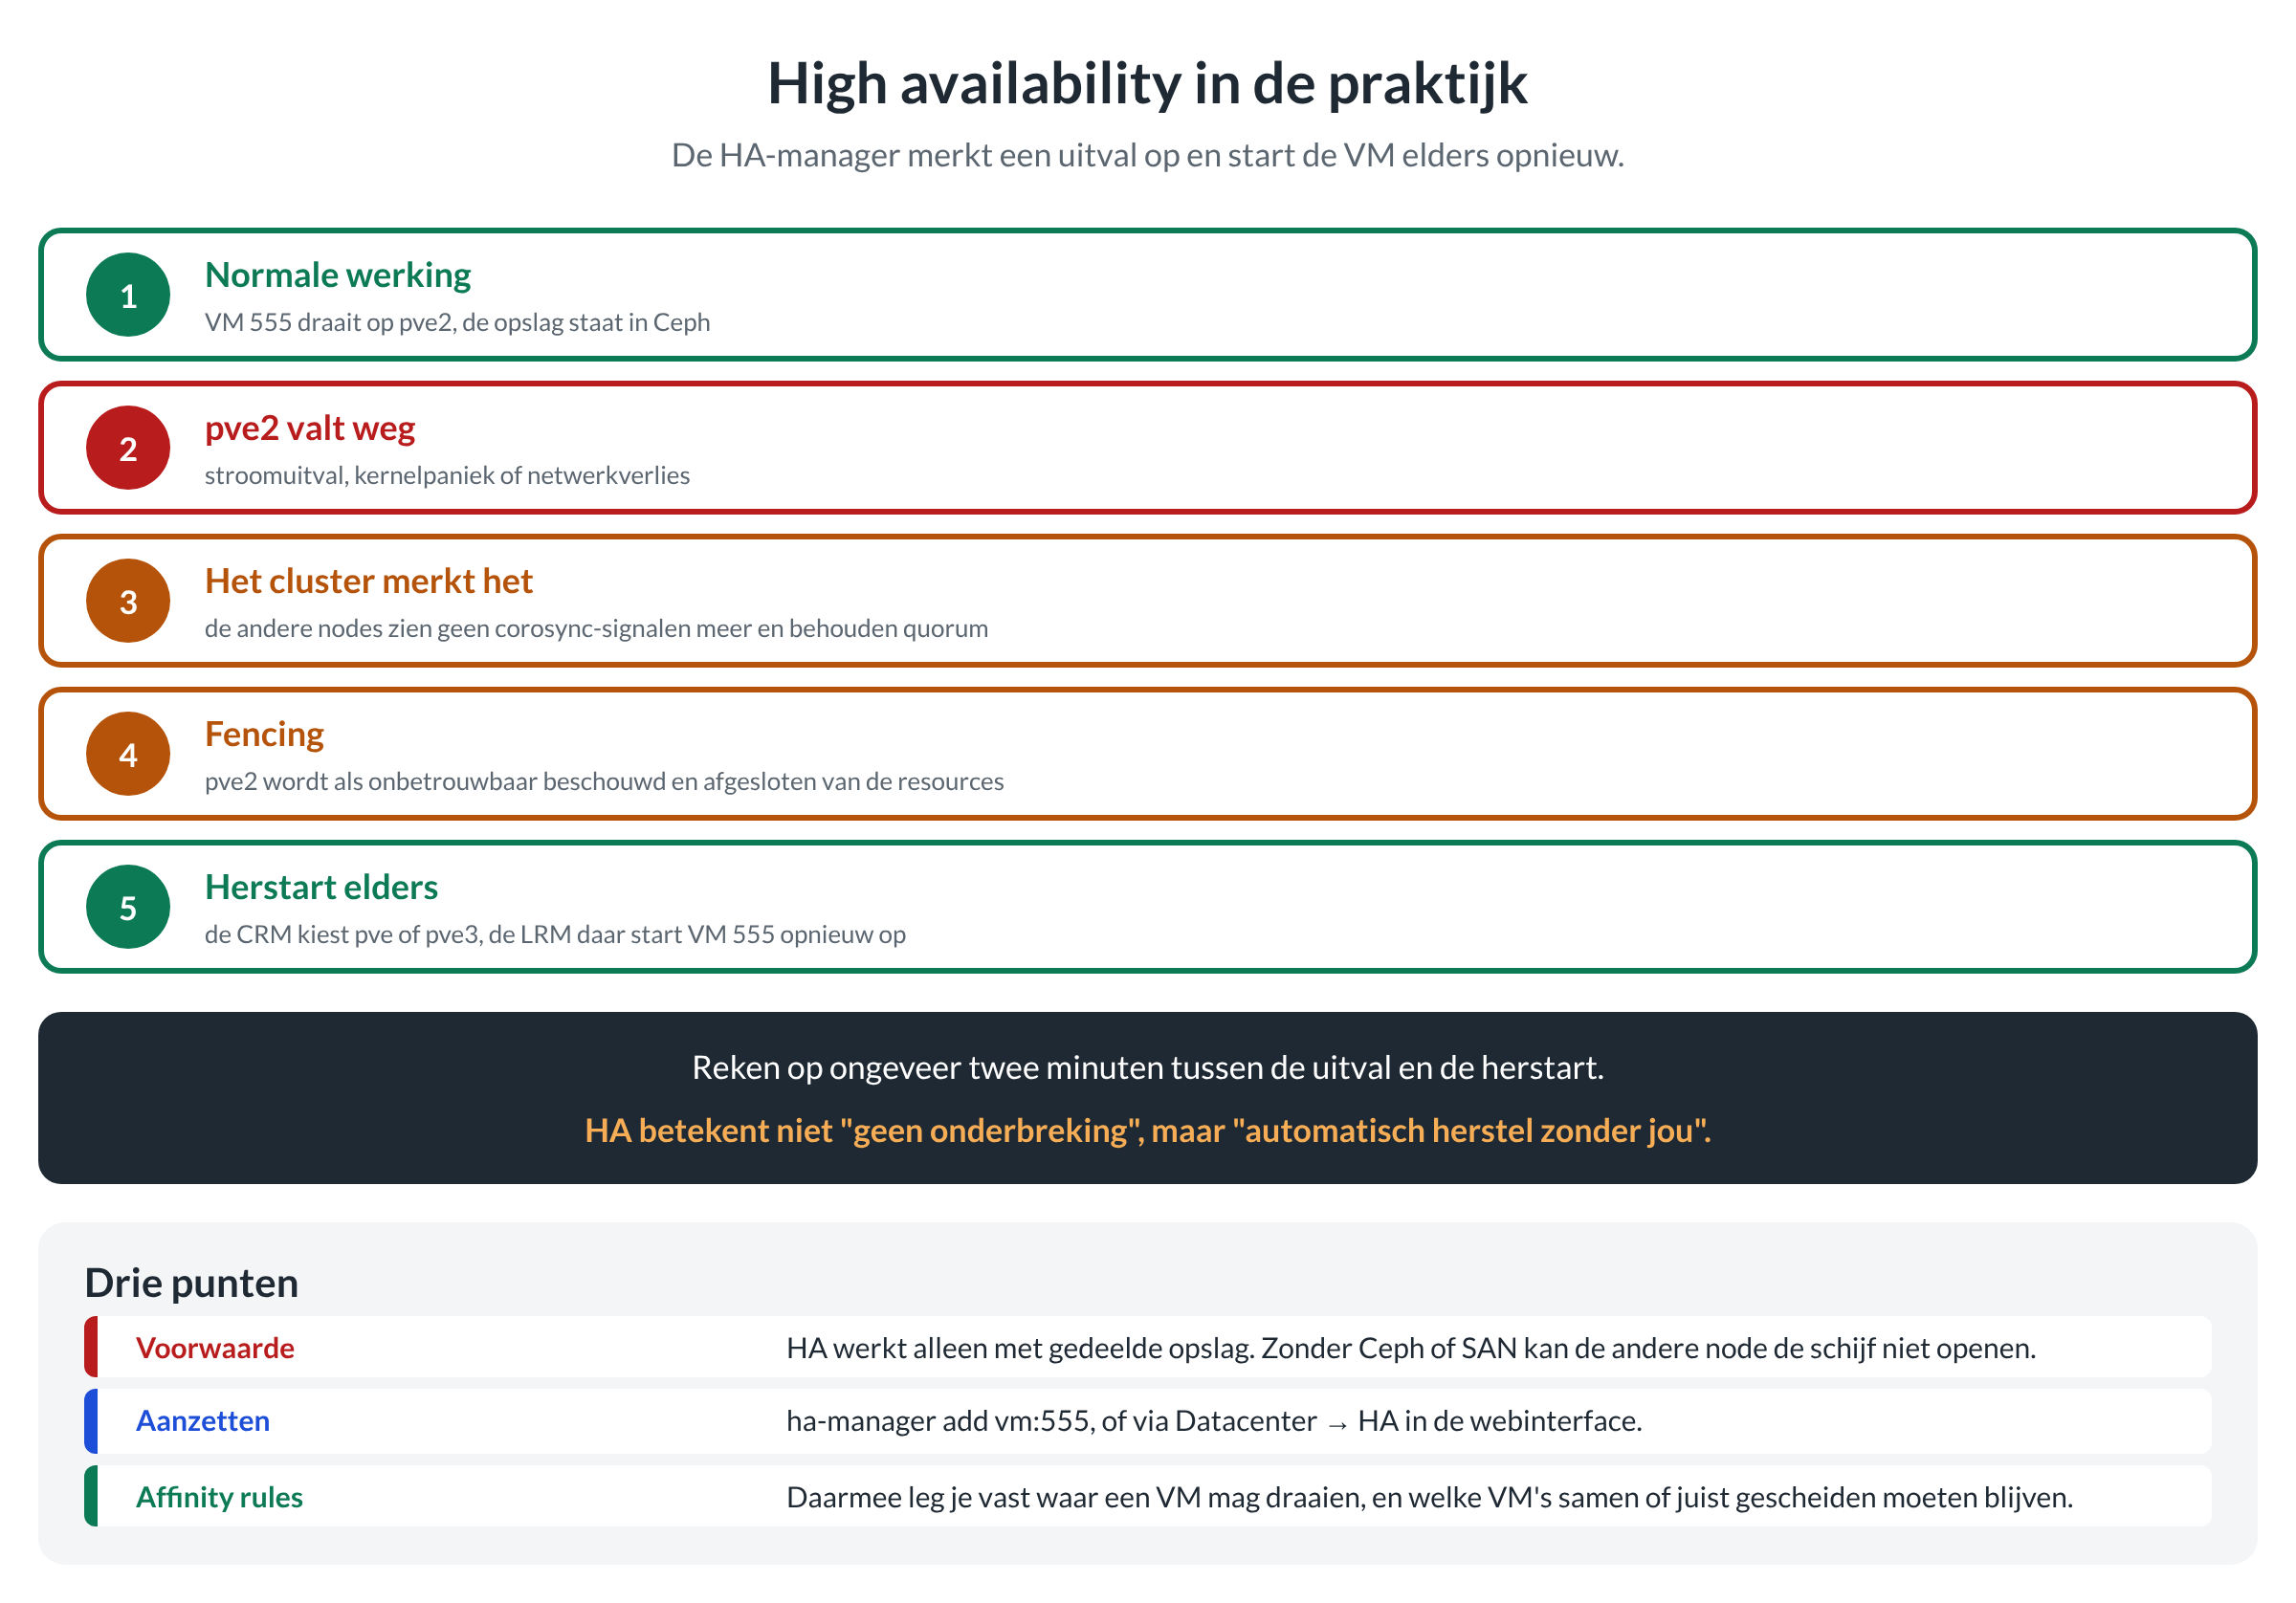 High availability in de praktijk
De HA-manager merkt een uitval op en start de VM elders opnieuw.
1
Normale werking
VM 555 draait op pve2, de opslag staat in Ceph
2
pve2 valt weg
stroomuitval, kernelpaniek of netwerkverlies
3
Het cluster merkt het
de andere nodes zien geen corosync-signalen meer en behouden quorum
4
Fencing
pve2 wordt als onbetrouwbaar beschouwd en afgesloten van de resources
5
Herstart elders
de CRM kiest pve of pve3, de LRM daar start VM 555 opnieuw op
Reken op ongeveer twee minuten tussen de uitval en de herstart.
HA betekent niet "geen onderbreking", maar "automatisch herstel zonder jou".
Drie punten
Voorwaarde HA werkt alleen met gedeelde opslag. Zonder Ceph of SAN kan de andere node de schijf niet openen.
Aanzetten ha-manager add vm:555, of via Datacenter → HA in de webinterface.
Affinity rules Daarmee leg je vast waar een VM mag draaien, en welke VM's samen of juist gescheiden moeten blijven.